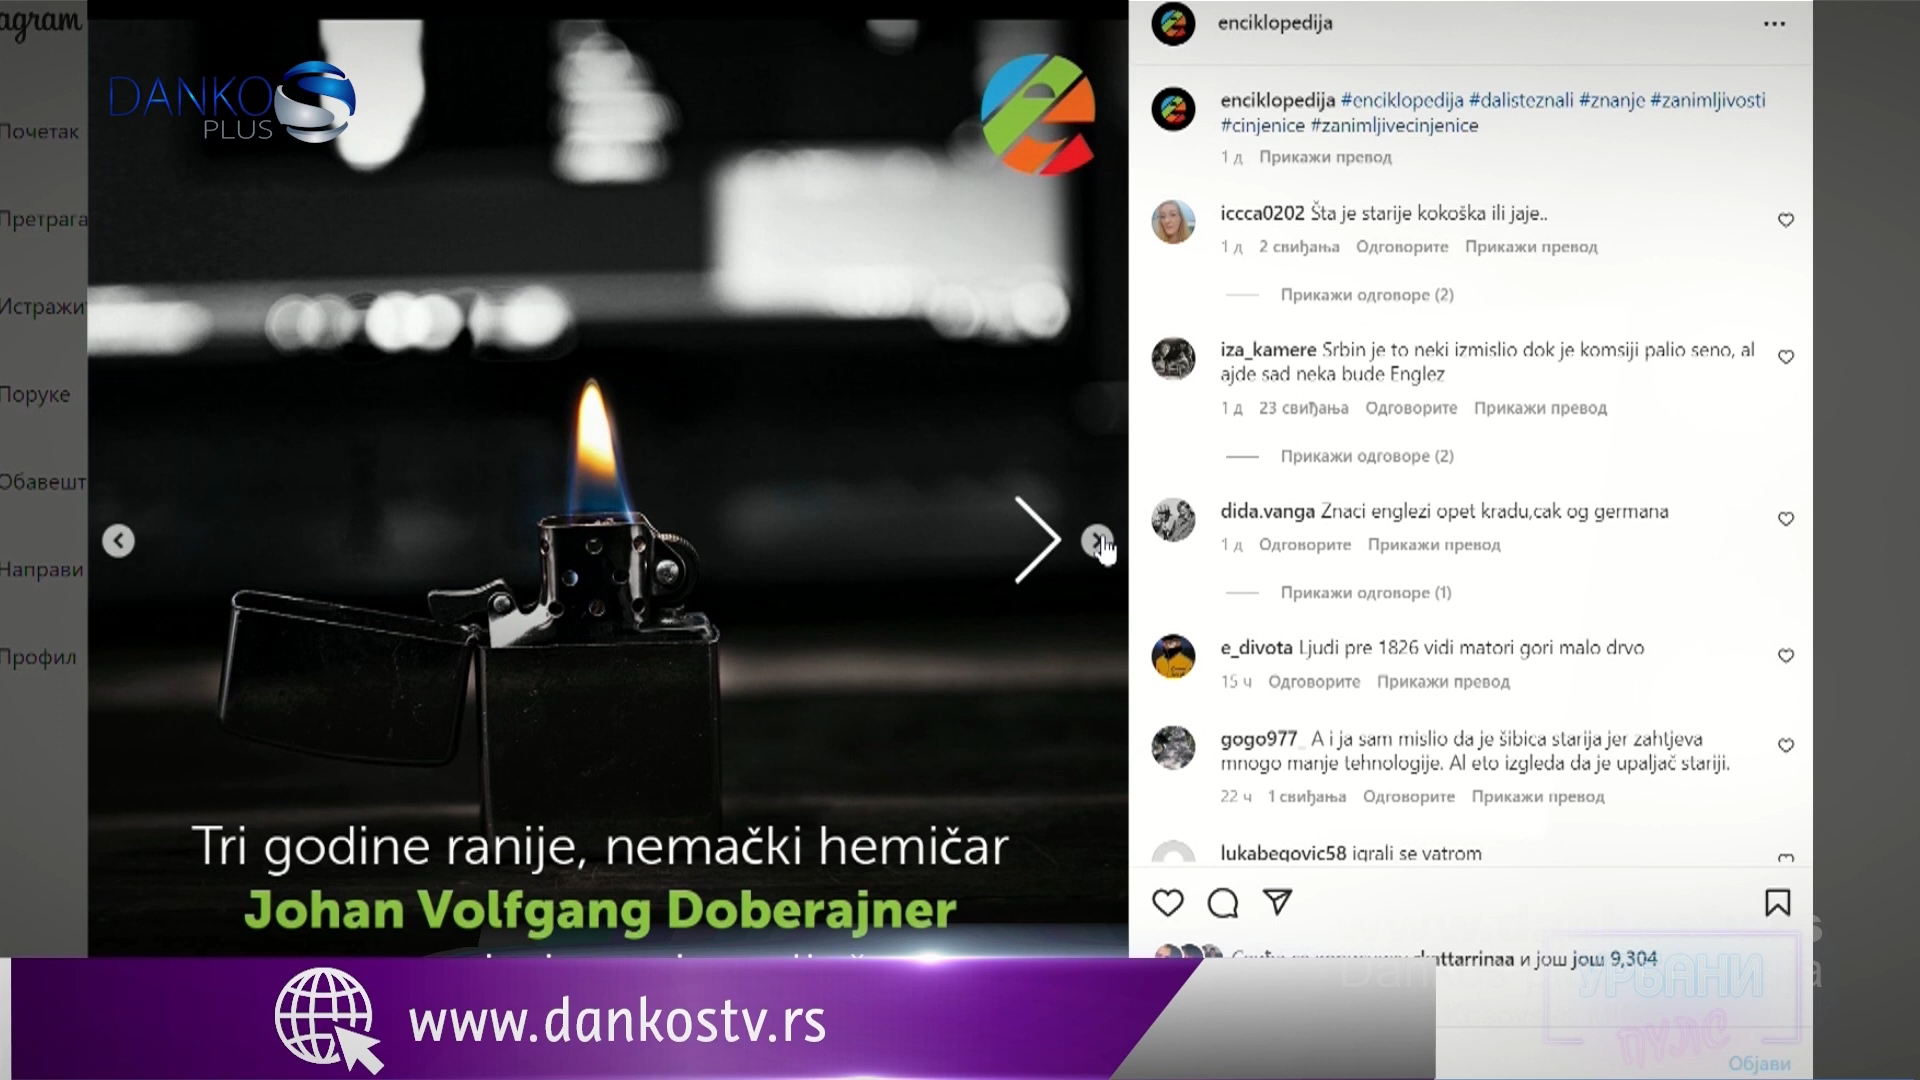 agram
DANKO S
PLUS
Почетак
Претрага
Истражи
Поруке
Обавешт
Направи
Профил
Tri godine ranije, nemački hemičar
Johan Volfgang Doberajner
www.dankostv.rs
enciklopedija
enciklopedija #enciklopedija #dalisteznali #znanje #zanimljivosti
#cinjenice #zanimljivecinjenice
1 д Прикажи превод
iccca0202 Šta je starije kokoška ili jaje..
1 д 2 свиђања Одговорите Прикажи превод
Прикажи одговоре (2)
iza_kamere Srbin je to neki izmislio dok je komsiji palio seno, al
ajde sad neka bude Englez
1 д 23 свиђања Одговорите Прикажи превод
Прикажи одговоре (2)
dida.vanga Znaci englezi opet kradu,cak og germana
1 д Одговорите Прикажи превод
Прикажи одговоре (1)
e_divota Ljudi pre 1826 vidi matori gori malo drvo
15 ч Одговорите Прикажи превод
gogo977_ A i ja sam mislio da je šibica starija jer zahtjeva
mnogo manje tehnologije. Al eto izgleda da je upaljač stariji.
22 ч 1 свиђања Одговорите Прикажи превод
lukabegovic58 igrali se vatrom
attarrinaa и још још 9,304
УРБАНИ
ПУЛС
Објави